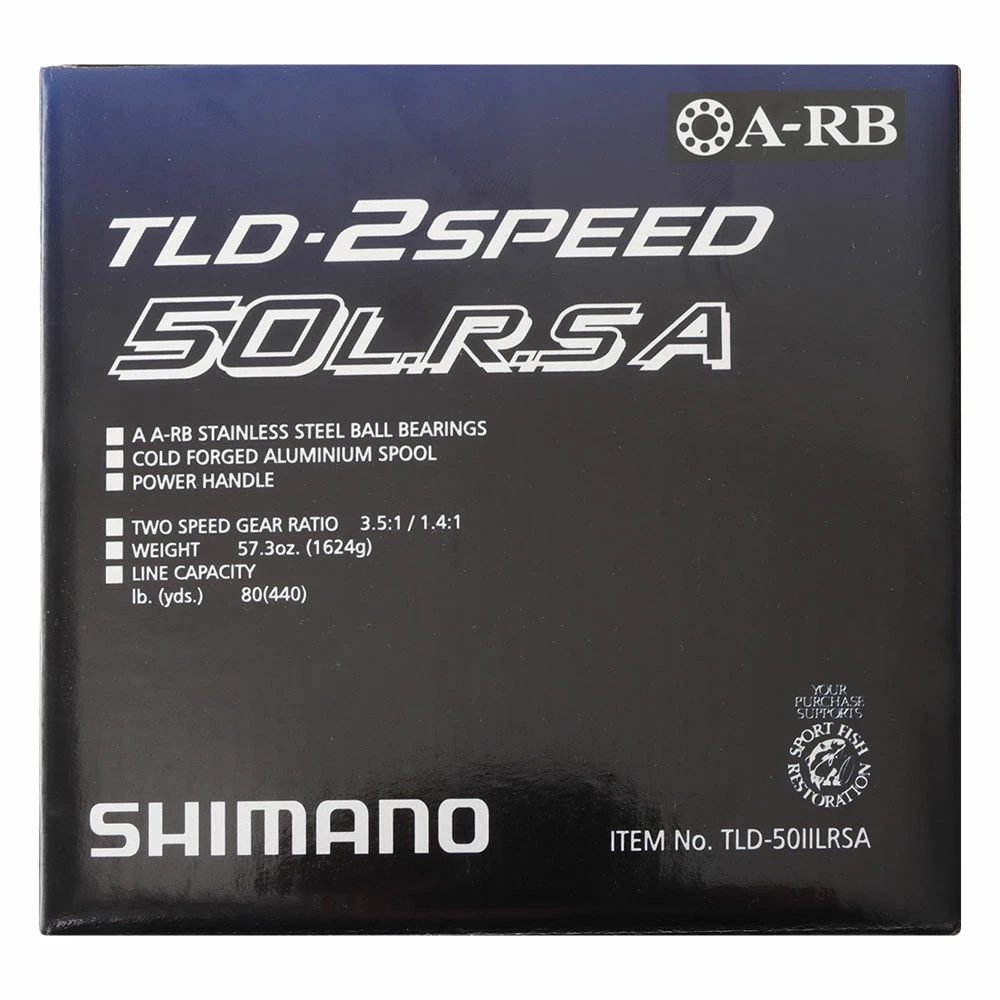 A-RB
TLD·2SPEED
50L.R.S A
A A-RB STAINLESS STEEL BALL BEARINGS
COLD FORGED ALUMINIUM SPOOL
POWER HANDLE
TWO SPEED GEAR RATIO 3.5:1 / 1.4:1
WEIGHT 57.3oz. (1624g)
LINE CAPACITY
lb. (yds.) 80(440)
YOUR
PURCHASE
SUPPORTS
SPORT FISH
RESTORATION
SHIMANO
ITEM No. TLD-50IILRSA